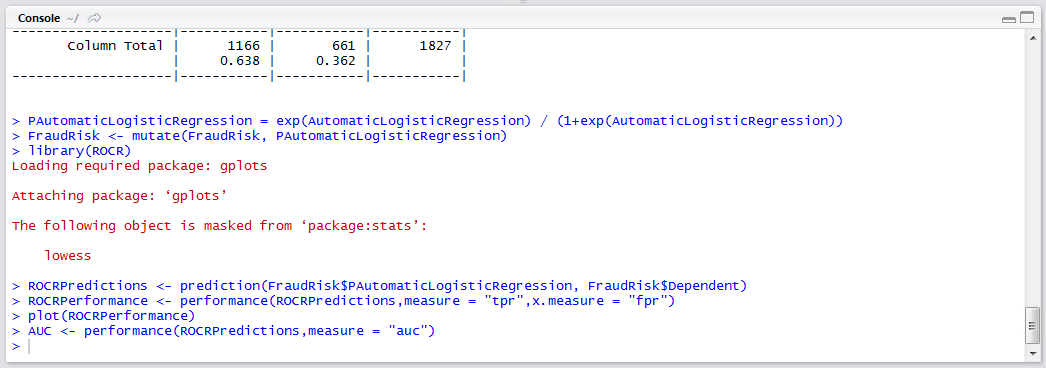 Console ~/
Column Total | 1166 | 661 | 1827 |
| 0.638 | 0.362 | |
--------------------|-----------|-----------|-----------|
> PAutomaticLogisticRegression = exp(AutomaticLogisticRegression) / (1+exp(AutomaticLogisticRegression))
> FraudRisk <- mutate(FraudRisk, PAutomaticLogisticRegression)
> library(ROCR)
Loading required package: gplots
Attaching package: ‘gplots’
The following object is masked from ‘package:stats’:
lowess
> ROCRPredictions <- prediction(FraudRisk$PAutomaticLogisticRegression, FraudRisk$Dependent)
> ROCRPerformance <- performance(ROCRPredictions,measure = "tpr",x.measure = "fpr")
> plot(ROCRPerformance)
> AUC <- performance(ROCRPredictions,measure = "auc")
>